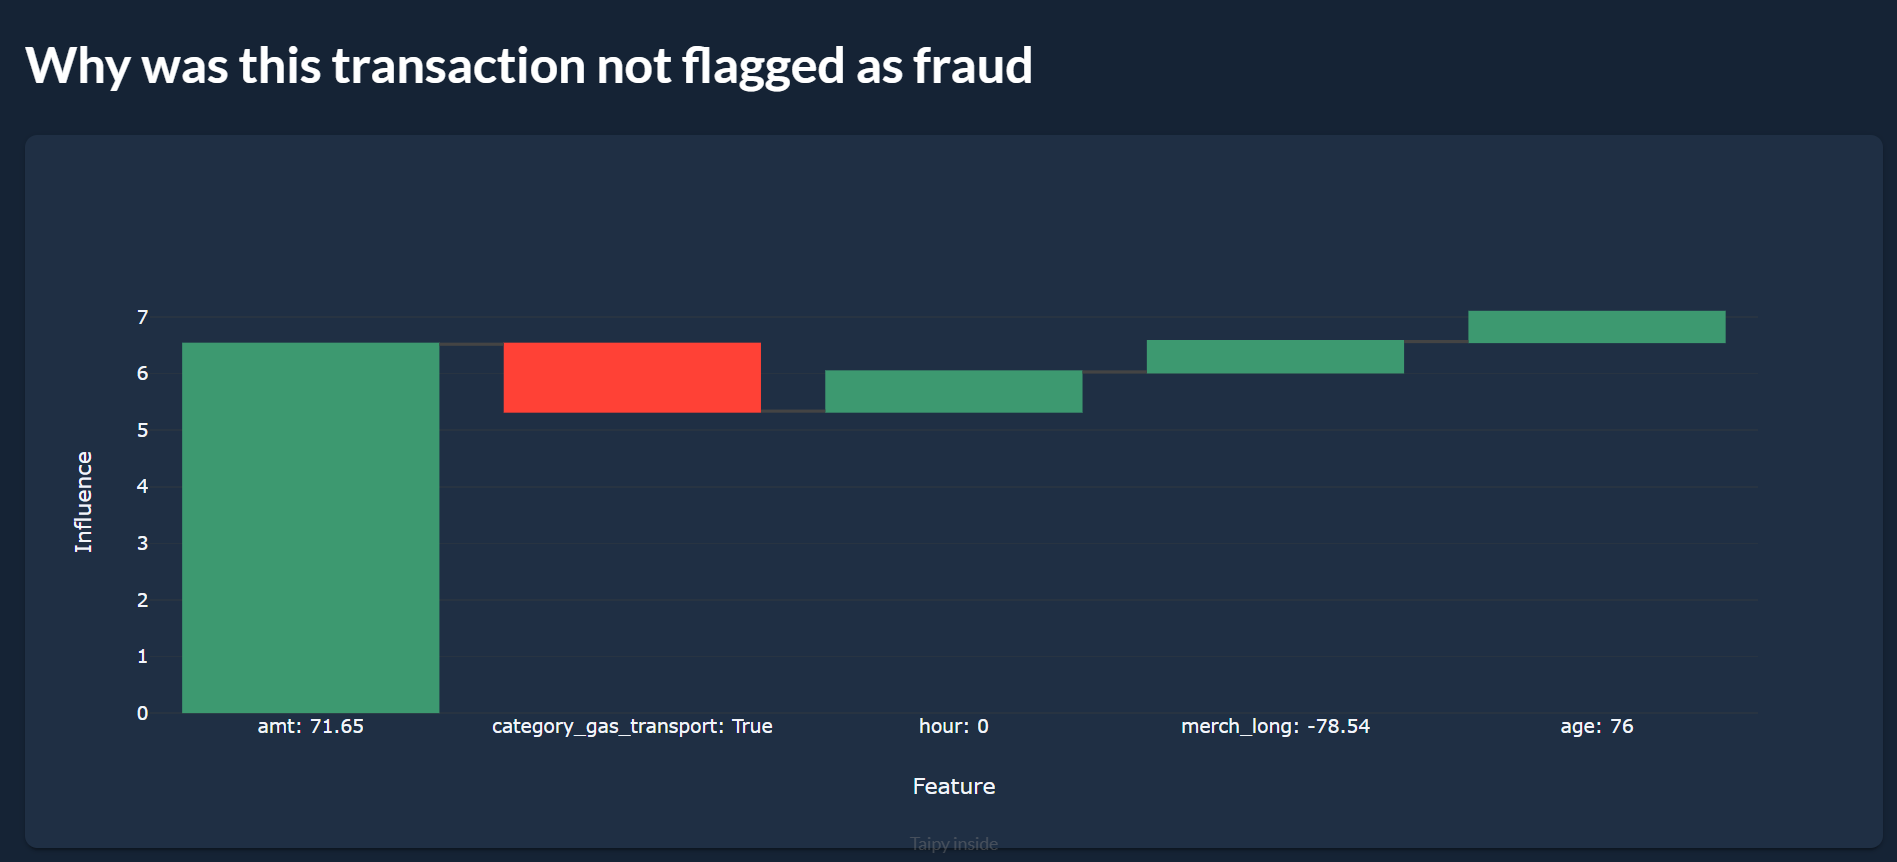 Why was this transaction not flagged as fraud
7
6
5
4
3
2
1
0
Influence
amt: 71.65
category_gas_transport: True
hour: 0
merch_long: -78.54
age: 76
Feature
Taipy inside